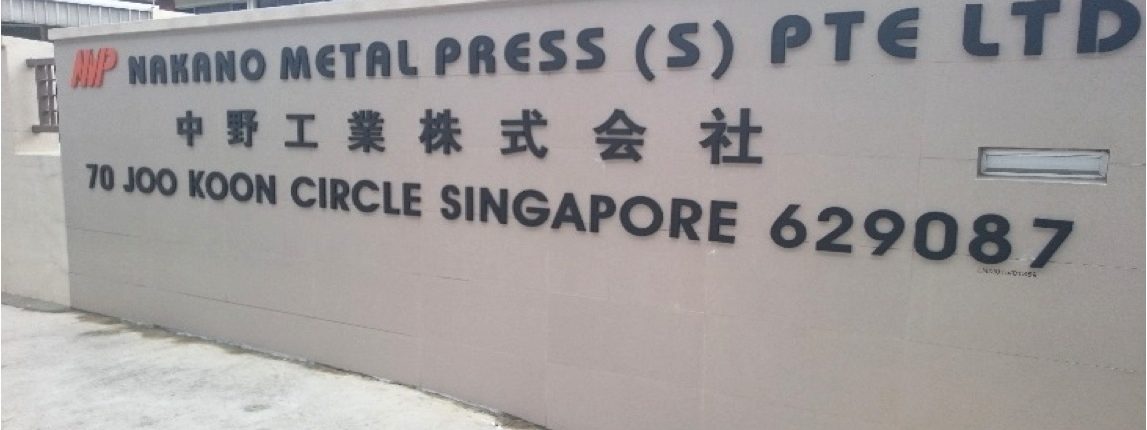 NMP NAKANO METAL PRESS (S) PTE LTD
中野工業株式会社
70 JOO KOON CIRCLE SINGAPORE 629087